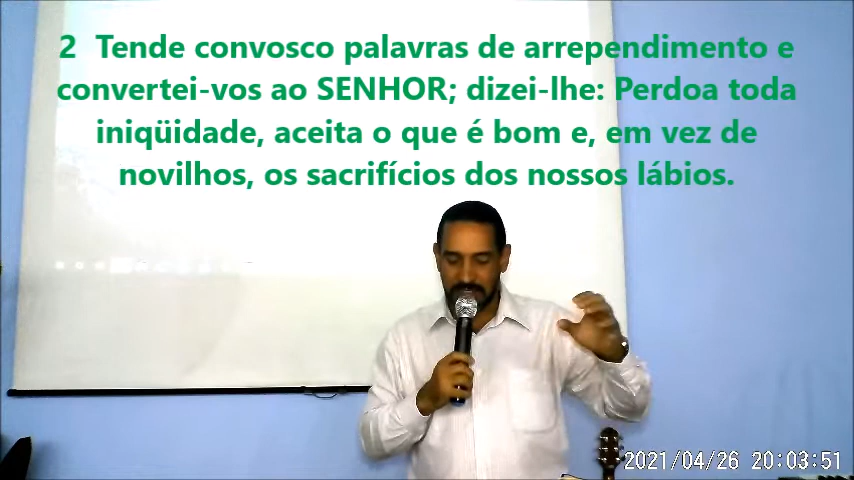 2 Tende convosco palavras de arrependimento e
convertei-vos ao SENHOR; dizei-lhe: Perdoa toda
iniqüidade, aceita o que é bom e, em vez de
novilhos, os sacrifícios dos nossos lábios.
2021/04/26 20:03:51